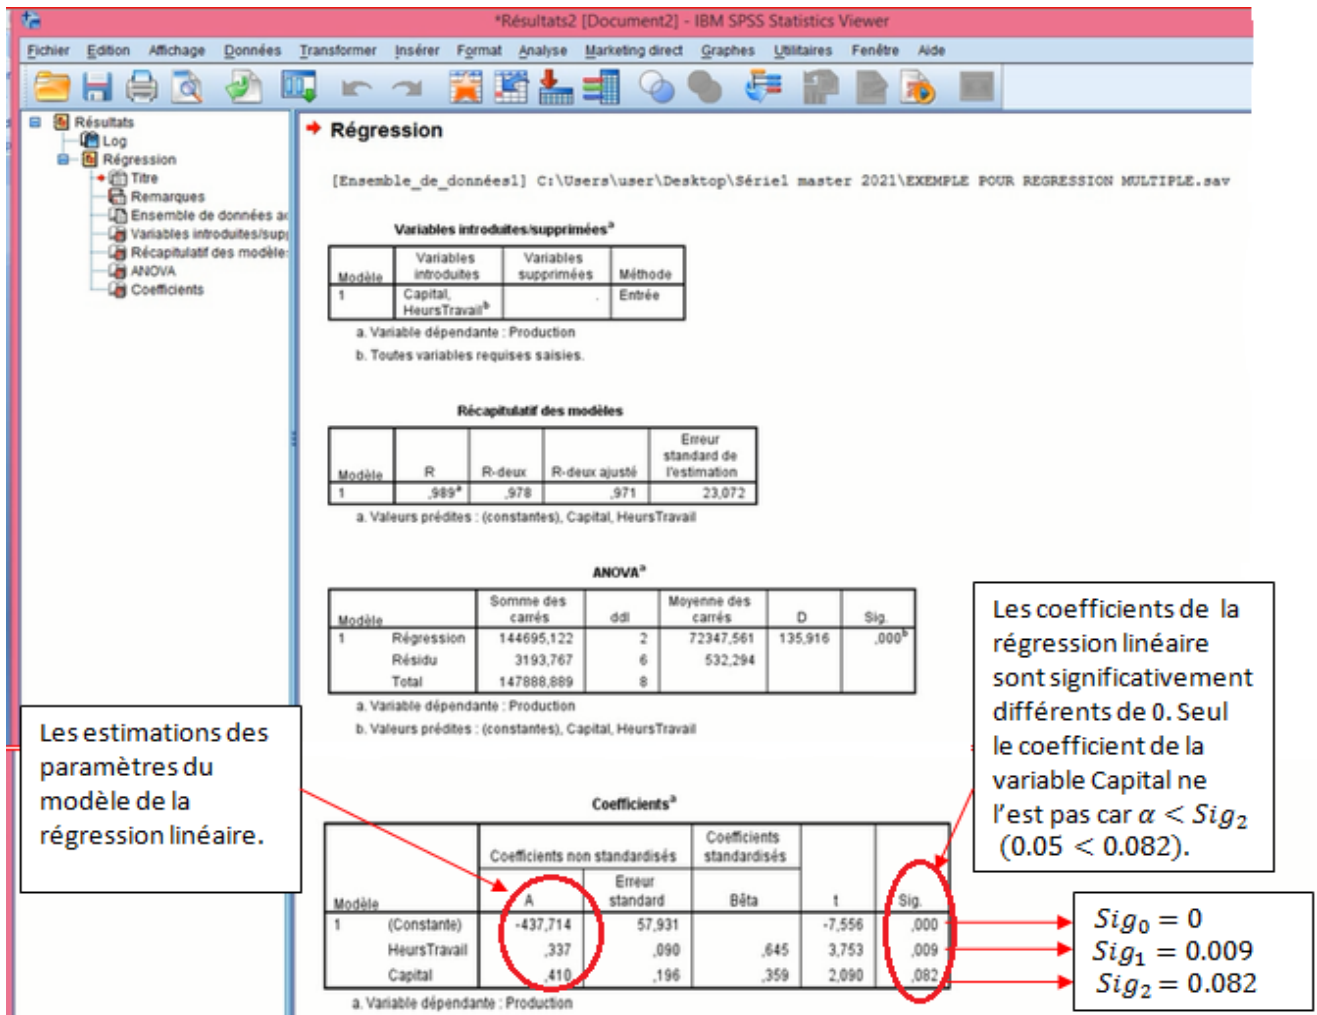 *Résultats2 [Document2] - IBM SPSS Statistics Viewer
Fichier Edition Affichage Données Transformer Insérer Format Analyse Marketing direct Graphes Utilitaires Fenêtre Aide
Résultats
Log
Régression
Titre
Remarques
Ensemble de données ac
Variables introduites/supp
Récapitulatif des modèle
ANOVA
Coefficients
Régression
[Ensemble_de_données1] C:\Users\user\Desktop\Sériel master 2021\EXEMPLE POUR REGRESSION MULTIPLE.sav
Variables introduites/suppriméesᵃ
Modèle Variables introduites Variables supprimées Méthode
1 Capital, HeursTravailᵇ . Entrée
a. Variable dépendante : Production
b. Toutes variables requises saisies.
Récapitulatif des modèles
Modèle R R-deux R-deux ajusté Erreur standard de l'estimation
1 ,989ᵃ ,978 ,971 23,072
a. Valeurs prédites : (constantes), Capital, HeursTravail
ANOVAᵃ
Modèle Somme des carrés ddl Moyenne des carrés D Sig.
1 Régression 144695,122 2 72347,561 135,916 ,000ᵇ
Résidu 3193,767 6 532,294
Total 147888,889 8
a. Variable dépendante : Production
b. Valeurs prédites : (constantes), Capital, HeursTravail
Les coefficients de la
régression linéaire
sont significativement
différents de 0. Seul
le coefficient de la
variable Capital ne
l'est pas car α < Sig₂
(0.05 < 0.082).
Les estimations des
paramètres du
modèle de la
régression linéaire.
Coefficientsᵃ
Coefficients non standardisés Coefficients standardisés
Modèle A Erreur standard Bêta t Sig.
1 (Constante) -437,714 57,931 -7,556 ,000
HeursTravail ,337 ,090 ,645 3,753 ,009
Capital ,410 ,196 ,359 2,090 ,082
a. Variable dépendante : Production
Sig₀ = 0
Sig₁ = 0.009
Sig₂ = 0.082